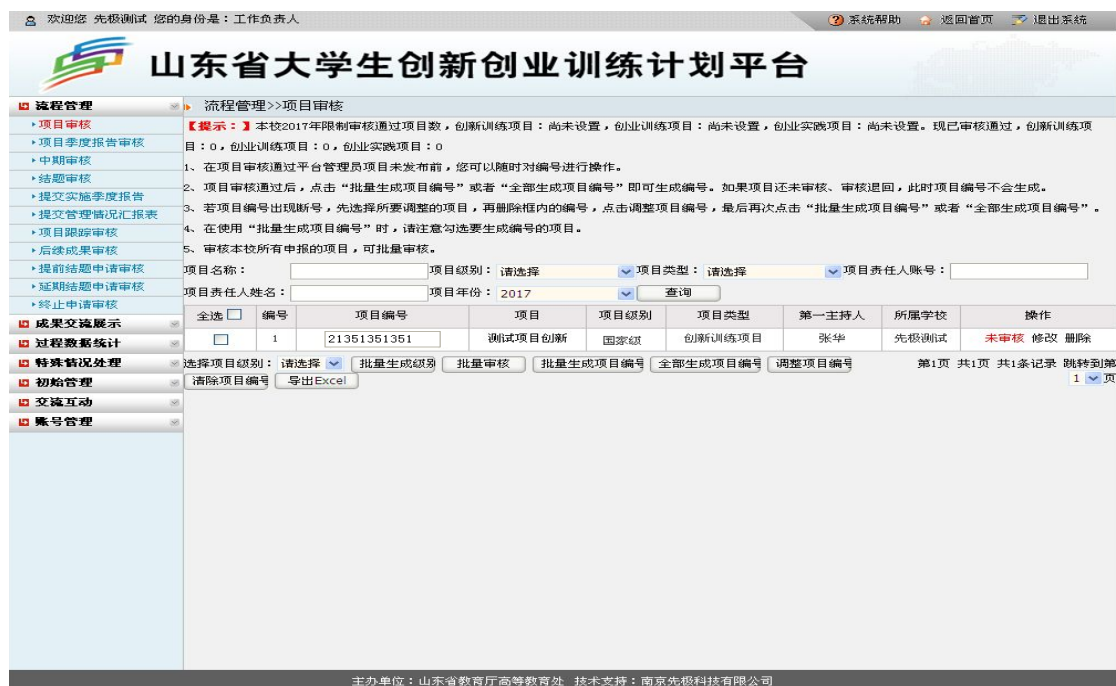 欢迎您 先极测试 您的身份是：工作负责人
系统帮助 返回首页 退出系统
山东省大学生创新创业训练计划平台
流程管理
项目审核
项目季度报告审核
中期审核
结题审核
提交实施季度报告
提交管理情况汇报表
项目跟踪审核
后续成果审核
提前结题申请审核
延期结题申请审核
终止申请审核
成果交流展示
过程数据统计
特殊情况处理
初始管理
交流互动
账号管理
流程管理>>项目审核
【提示：】本校2017年限制审核通过项目数，创新训练项目：尚未设置，创业训练项目：尚未设置，创业实践项目：尚未设置。现已审核通过，创新训练项
目：0，创业训练项目：0，创业实践项目：0
1、在项目审核通过平台管理员项目未发布前，您可以随时对编号进行操作。
2、项目审核通过后，点击“批量生成项目编号”或者“全部生成项目编号”即可生成编号。如果项目还未审核、审核退回，此时项目编号不会生成。
3、若项目编号出现断号，先选择所要调整的项目，再删除框内的编号，点击调整项目编号，最后再次点击“批量生成项目编号”或者“全部生成项目编号”。
4、在使用“批量生成项目编号”时，请注意勾选要生成编号的项目。
5、审核本校所有申报的项目，可批量审核。
项目名称： 项目级别：请选择 项目类型：请选择 项目责任人账号：
项目责任人姓名： 项目年份：2017 查询
全选 编号 项目编号 项目 项目级别 项目类型 第一主持人 所属学校 操作
1 21351351351 测试项目创新 国家级 创新训练项目 张华 先极测试 未审核 修改 删除
选择项目级别：请选择 批量生成级别 批量审核 批量生成项目编号 全部生成项目编号 调整项目编号 第1页 共1页 共1条记录 跳转到第
清除项目编号 导出Excel 1 页
主办单位：山东省教育厅高等教育处 技术支持：南京先极科技有限公司